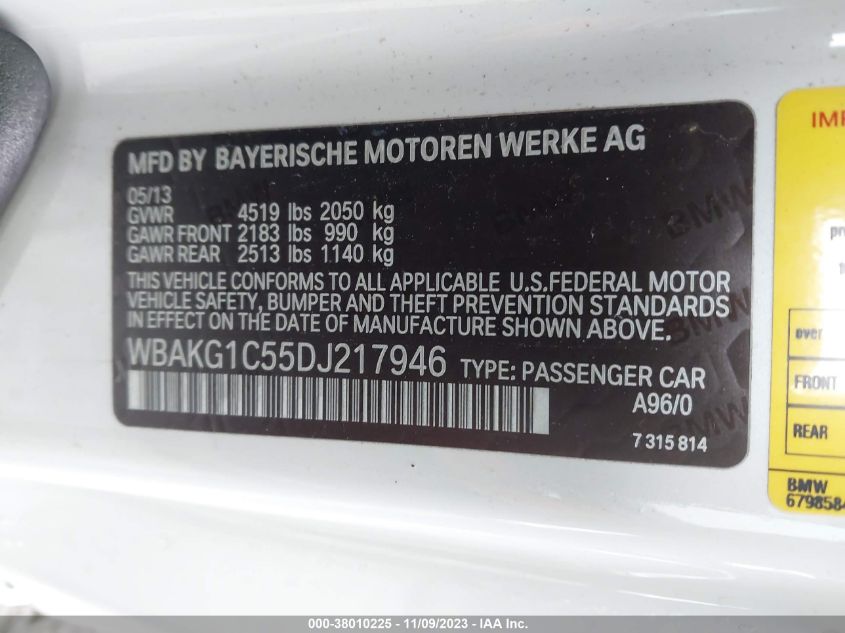 MFD BY BAYERISCHE MOTOREN WERKE AG
05/13
GVWR 4519 lbs 2050 kg
GAWR FRONT 2183 lbs 990 kg
GAWR REAR 2513 lbs 1140 kg
THIS VEHICLE CONFORMS TO ALL APPLICABLE U.S.FEDERAL MOTOR
VEHICLE SAFETY, BUMPER AND THEFT PREVENTION STANDARDS
IN EFFECT ON THE DATE OF MANUFACTURE SHOWN ABOVE.
WBAKG1C55DJ217946 TYPE: PASSENGER CAR
A96/0
7 315 814
over
FRONT
REAR
BMW
000-38010225 - 11/09/2023 - IAAI.COM